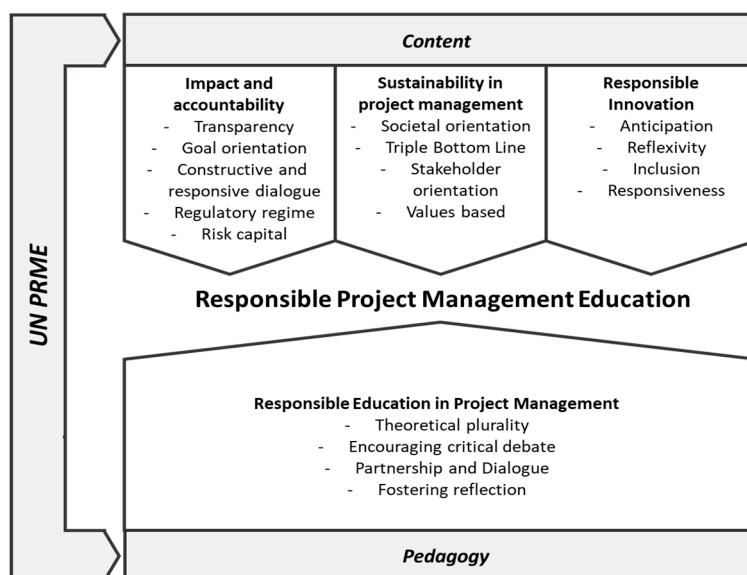 UN PRME
Content
Impact and
accountability
- Transparency
- Goal orientation
- Constructive and
responsive dialogue
- Regulatory regime
- Risk capital
Sustainability in
project management
- Societal orientation
- Triple Bottom Line
- Stakeholder
orientation
- Values based
Responsible
Innovation
- Anticipation
- Reflexivity
- Inclusion
- Responsiveness
Responsible Project Management Education
Responsible Education in Project Management
- Theoretical plurality
- Encouraging critical debate
- Partnership and Dialogue
- Fostering reflection
Pedagogy